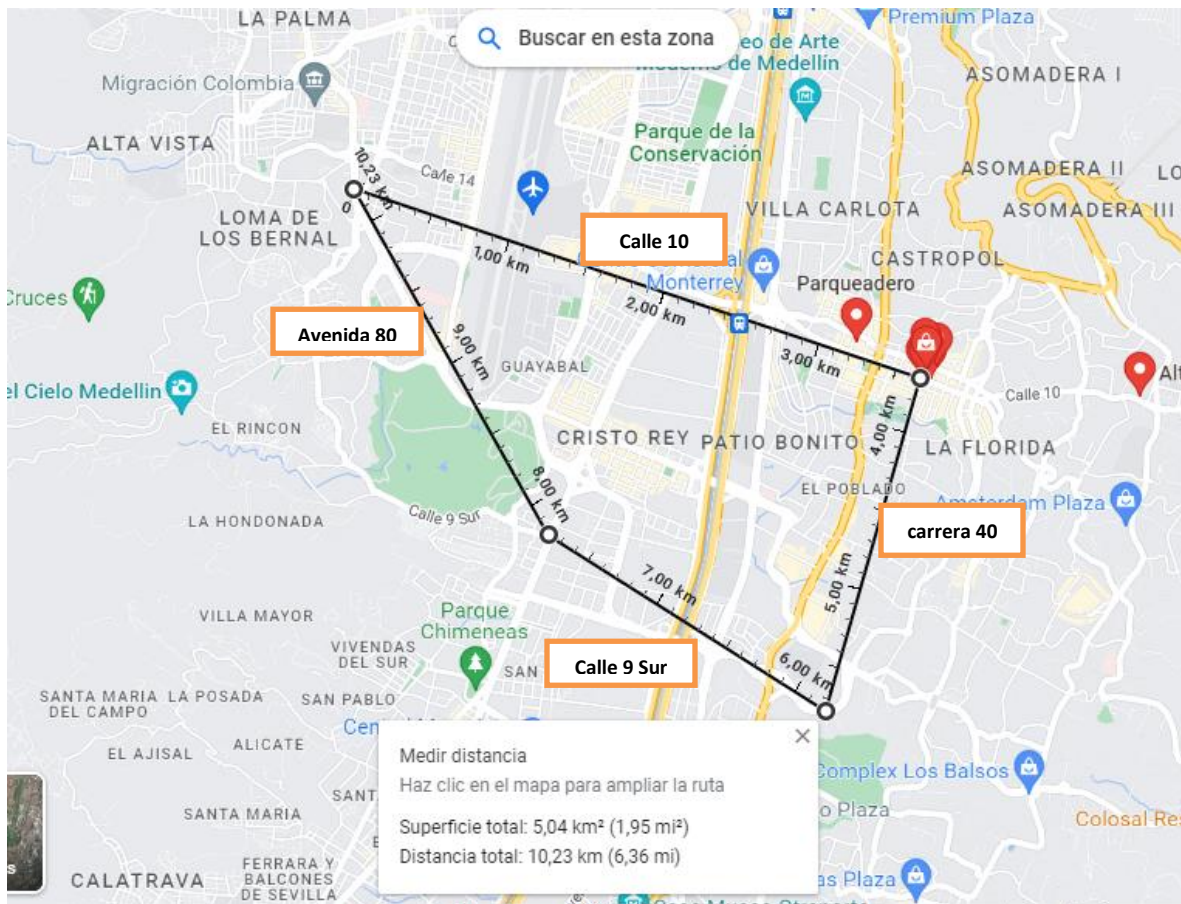 LA PALMA
Buscar en esta zona
Premium Plaza
eo de Arte
Moderno de Medellín
Migración Colombia
ASOMADERA I
ALTA VISTA
Parque de la
Conservación
10,23 km
0
Calle 14
ASOMADERA II
LO
LOMA DE
LOS BERNAL
VILLA CARLOTA
ASOMADERA III
Calle 10
1,00 km
CASTROPOL
Monterrey
Parqueadero
Cruces
2,00 km
Avenida 80
9,00 km
3,00 km
GUAYABAL
Alt
el Cielo Medellin
Calle 10
4,00 km
EL RINCON
CRISTO REY
PATIO BONITO
LA FLORIDA
8,00 km
EL POBLADO
Amsterdam Plaza
LA HONDONADA
Calle 9 Sur
carrera 40
7,00 km
5,00 km
VILLA MAYOR
Parque
Chimeneas
VIVIENDAS
DEL SUR
SAN
Calle 9 Sur
6,00 km
SANTA MARIA
DEL CAMPO
LA POSADA
SAN PABLO
Cen
EL AJISAL
ALICATE
Medir distancia
Haz clic en el mapa para ampliar la ruta
Complex Los Balsos
SANTA MARIA
SANT
o Plaza
Superficie total: 5,04 km² (1,95 mi²)
Colosal Res
Distancia total: 10,23 km (6,36 mi)
s
CALATRAVA
FERRARA Y
BALCONES
DE SEVILLA
as Plaza